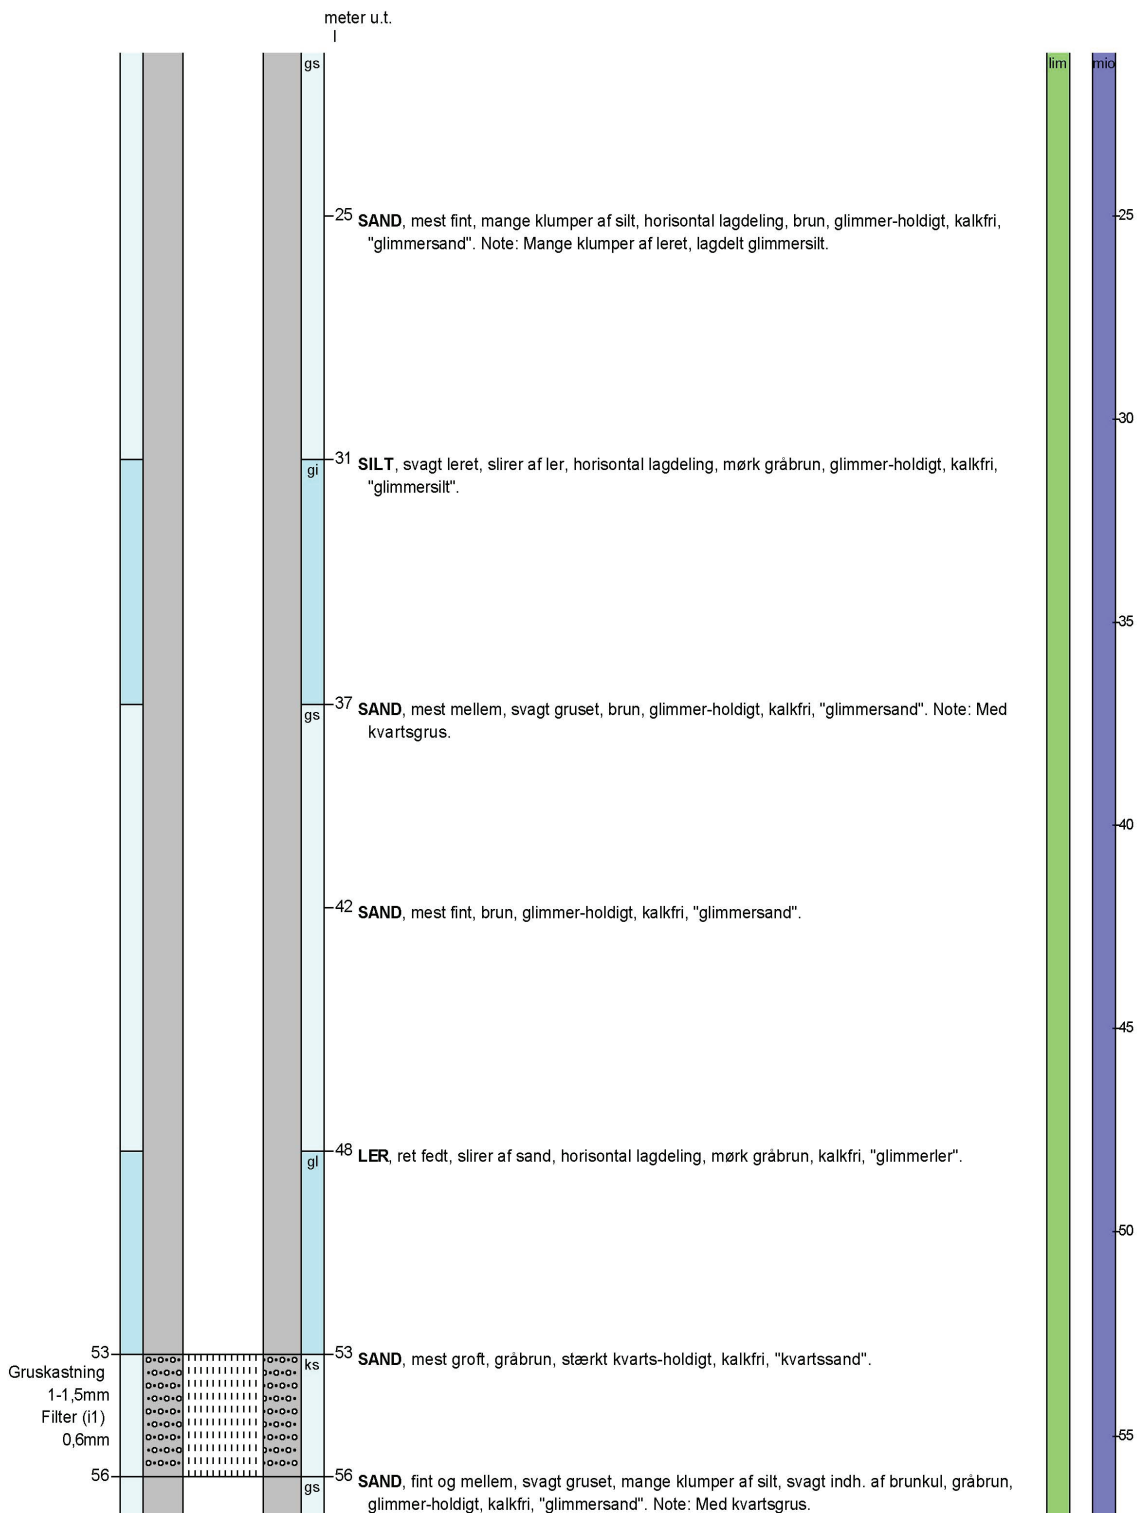 meter u.t.
gs
lim
mio
25 SAND, mest fint, mange klumper af silt, horisontal lagdeling, brun, glimmer-holdigt, kalkfri,
"glimmersand". Note: Mange klumper af leret, lagdelt glimmersilt.
25
30
31 SILT, svagt leret, slirer af ler, horisontal lagdeling, mørk gråbrun, glimmer-holdigt, kalkfri,
gi
"glimmersilt".
35
37 SAND, mest mellem, svagt gruset, brun, glimmer-holdigt, kalkfri, "glimmersand". Note: Med
gs
kvartsgrus.
40
42 SAND, mest fint, brun, glimmer-holdigt, kalkfri, "glimmersand".
45
48 LER, ret fedt, slirer af sand, horisontal lagdeling, mørk gråbrun, kalkfri, "glimmerler".
gl
50
53
53 SAND, mest groft, gråbrun, stærkt kvarts-holdigt, kalkfri, "kvartssand".
ks
Gruskastning
1-1,5mm
Filter (i1)
0,6mm
55
56
56 SAND, fint og mellem, svagt gruset, mange klumper af silt, svagt indh. af brunkul, gråbrun,
gs
glimmer-holdigt, kalkfri, "glimmersand". Note: Med kvartsgrus.